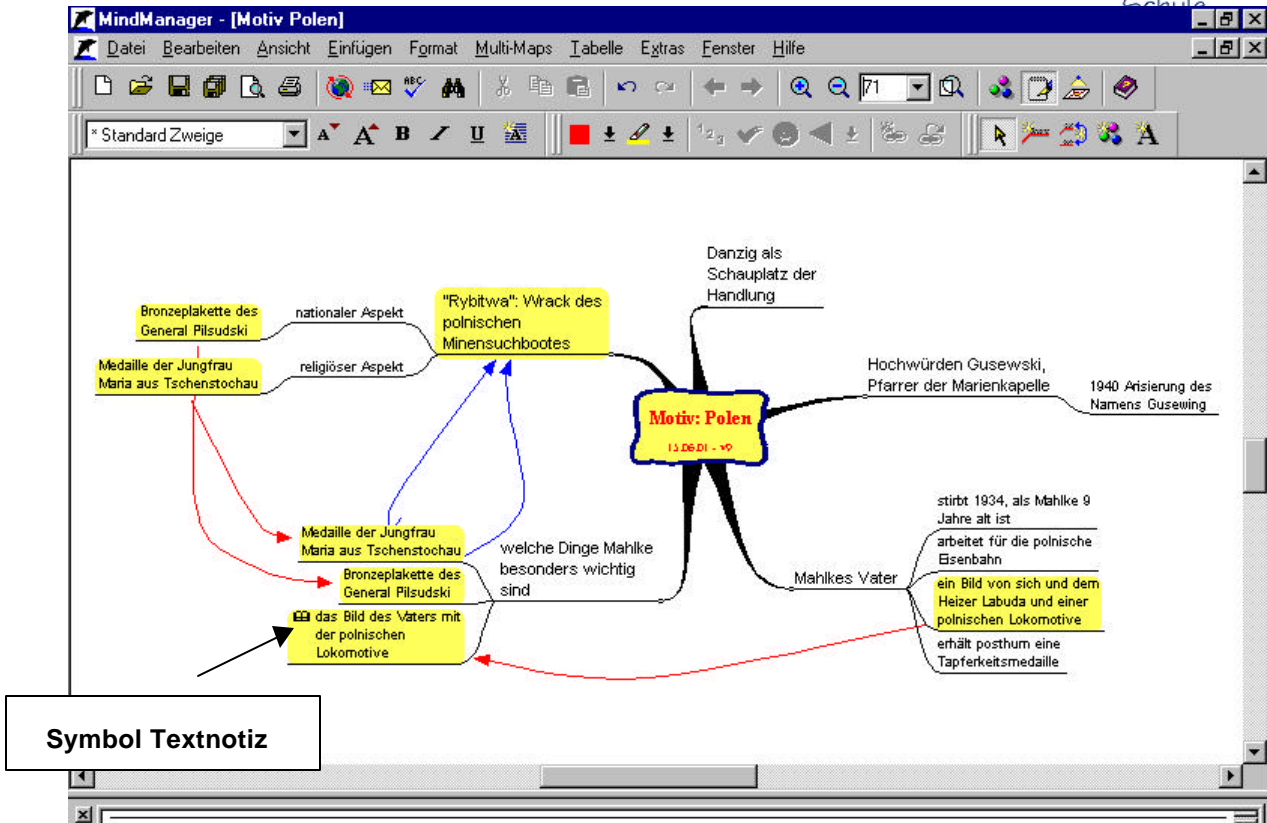 Schule
MindManager - [Motiv Polen]
Datei Bearbeiten Ansicht Einfügen Format Multi-Maps Tabelle Extras Fenster Hilfe
ABC
71
* Standard Zweige
A A B U A
1 2 3
A
Danzig als
Schauplatz der
Handlung
"Rybitwa": Wrack des
polnischen
Minensuchbootes
nationaler Aspekt
Bronzeplakette des
General Pilsudski
religiöser Aspekt
Medaille der Jungfrau
Maria aus Tschenstochau
Hochwürden Gusewski,
Pfarrer der Marienkapelle
1940 Arisierung des
Namens Gusewing
Motiv: Polen
Medaille der Jungfrau
Maria aus Tschenstochau
Bronzeplakette des
General Pilsudski
das Bild des Vaters mit
der polnischen
Lokomotive
welche Dinge Mahlke
besonders wichtig
sind
Mahlkes Vater
stirbt 1934, als Mahlke 9
Jahre alt ist
arbeitet für die polnische
Eisenbahn
ein Bild von sich und dem
Heizer Labuda und einer
polnischen Lokomotive
erhält posthum eine
Tapferkeitsmedaille
Symbol Textnotiz